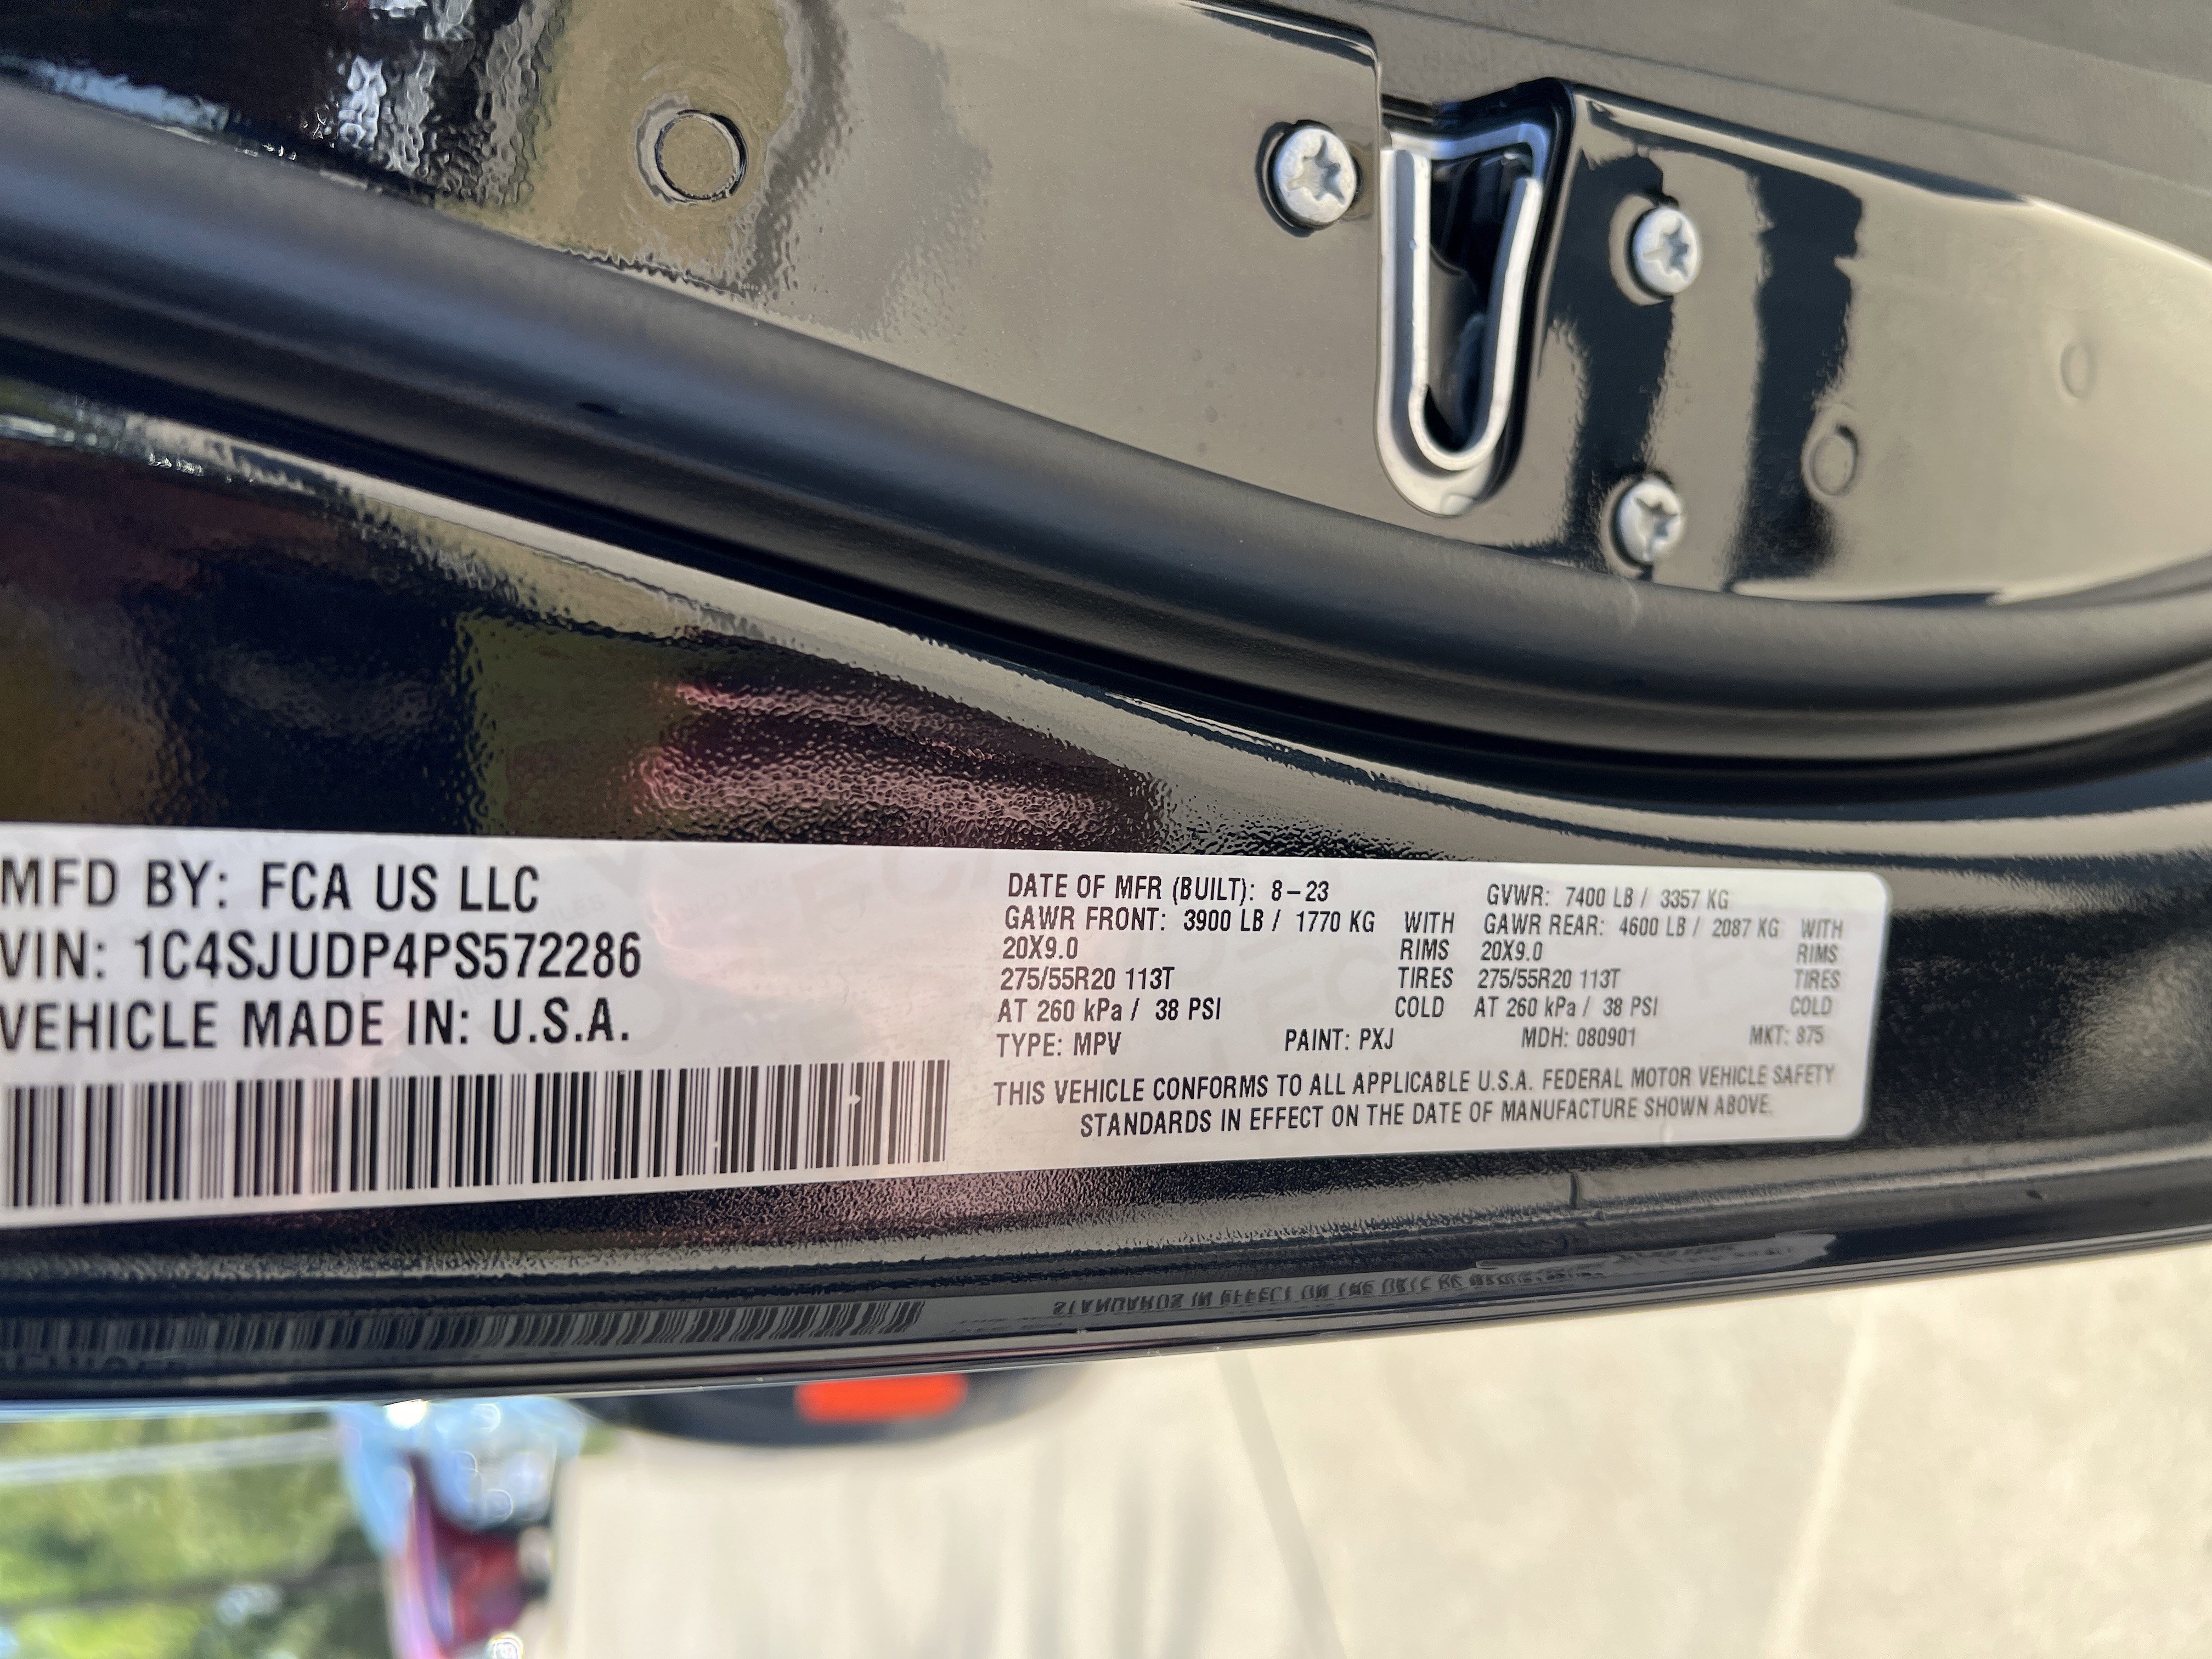 MFD BY: FCA US LLC
VIN: 1C4SJUDP4PS572286
VEHICLE MADE IN: U.S.A.
DATE OF MFR (BUILT): 8-23 GVWR: 7400 LB / 3357 KG
GAWR FRONT: 3900 LB / 1770 KG WITH GAWR REAR: 4600 LB / 2087 KG WITH
20X9.0 RIMS 20X9.0 RIMS
275/55R20 113T TIRES 275/55R20 113T TIRES
AT 260 kPa / 38 PSI COLD AT 260 kPa / 38 PSI COLD
TYPE: MPV PAINT: PXJ MDH: 080901 MKT: 875
THIS VEHICLE CONFORMS TO ALL APPLICABLE U.S.A. FEDERAL MOTOR VEHICLE SAFETY
STANDARDS IN EFFECT ON THE DATE OF MANUFACTURE SHOWN ABOVE.